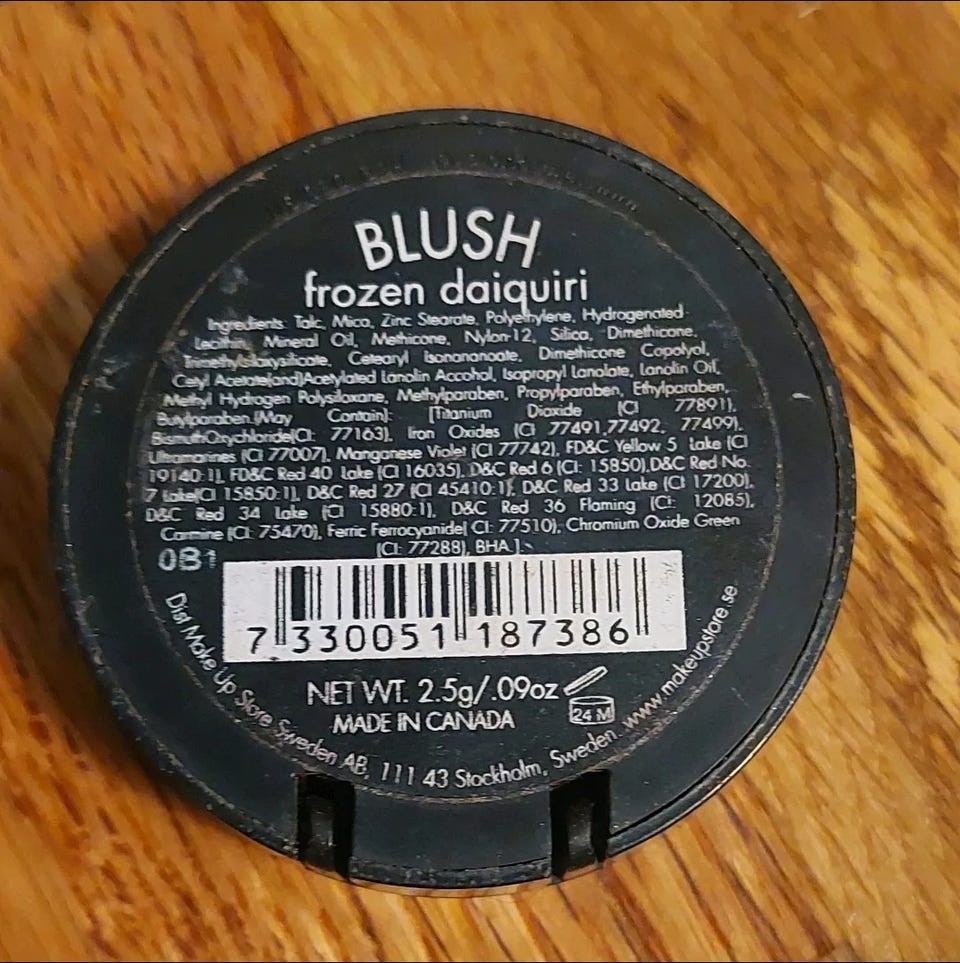 BLUSH
frozen daiquiri
Ingredients: Talc, Mica, Zinc Stearate, Polyethylene, Hydrogenated
Lecithin, Mineral Oil, Methicone, Nylon-12, Silica, Dimethicone,
Trimethylsiloxysilicate, Cetearyl Isononanoate, Dimethicone Copolyol,
Cetyl Acetate(and)Acetylated Lanolin Alcohol, Isopropyl Lanolate, Lanolin Oil,
Methyl Hydrogen Polysiloxane, Methylparaben, Propylparaben, Ethylparaben,
Butylparaben.(May Contain): [Titanium Dioxide (CI 77891),
BismuthOxychloride(CI: 77163), Iron Oxides (CI 77491,77492, 77499),
Ultramarines (CI 77007), Manganese Violet (CI 77742), FD&C Yellow 5 Lake (CI
19140:1), FD&C Red 40 Lake (CI 16035), D&C Red 6 (CI: 15850),D&C Red No.
7 Lake(CI 15850:1), D&C Red 27 (CI 45410:1), D&C Red 33 Lake (CI: 17200),
D&C Red 34 Lake (CI 15880:1), D&C Red 36 Flaming (CI: 12085),
Carmine (CI: 75470), Ferric Ferrocyanide( CI: 77510), Chromium Oxide Green
(CI: 77288), BHA.]
0B1
7 330051 187386
NET WT. 2.5g/.09oz
24 M
MADE IN CANADA
Dist Make Up Store Sweden AB, 111 43 Stockholm, Sweden. www.makeupstore.se